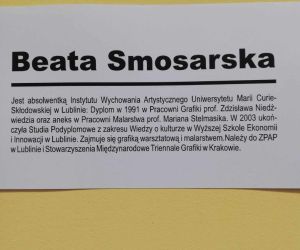 Beata Smosarska
Jest absolwentką Instytutu Wychowania Artystycznego Uniwersytetu Marii Curie-
Skłodowskiej w Lublinie: Dyplom w 1991 w Pracowni Grafiki prof. Zdzisława Niedź-
wiedzia oraz aneks w Pracowni Malarstwa prof. Mariana Stelmasika. W 2003 ukoń-
czyła Studia Podyplomowe z zakresu Wiedzy o kulturze w Wyższej Szkole Ekonomii
i Innowacji w Lublinie. Zajmuje się grafiką warsztatową i malarstwem.Należy do ZPAP
w Lublinie i Stowarzyszenia Międzynarodowe Triennale Grafiki w Krakowie.